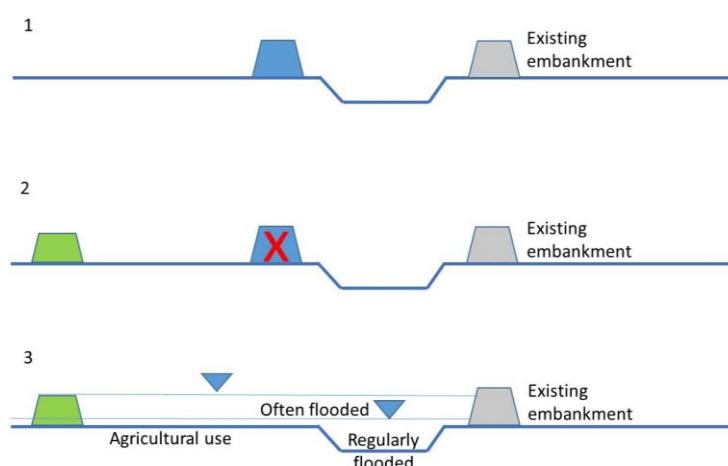 1
Existing
embankment
2
X
Existing
embankment
3
Existing
embankment
Often flooded
Agricultural use
Regularly
flooded